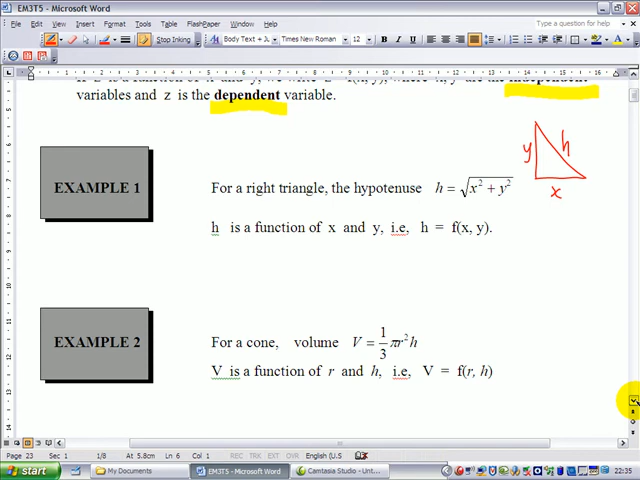 EM3T5 - Microsoft Word
File Edit View Insert Format Tools Table FlashPaper Window Help Type a question for help
Stop Inking Body Text + J Times New Roman 12
variables and z is the dependent variable.
y h
x
EXAMPLE 1
For a right triangle, the hypotenuse h = √x² + y²
h is a function of x and y, i.e, h = f(x, y).
EXAMPLE 2
For a cone, volume V = 1/3 πr²h
V is a function of r and h, i.e, V = f(r, h)
Page 23 Sec 1 1/8 At 5.8cm Ln 6 Col 1 REC TRK EXT OVR English (U.S
start My Documents EM3T5 - Microsoft W... Camtasia Studio - Unt... 22:35